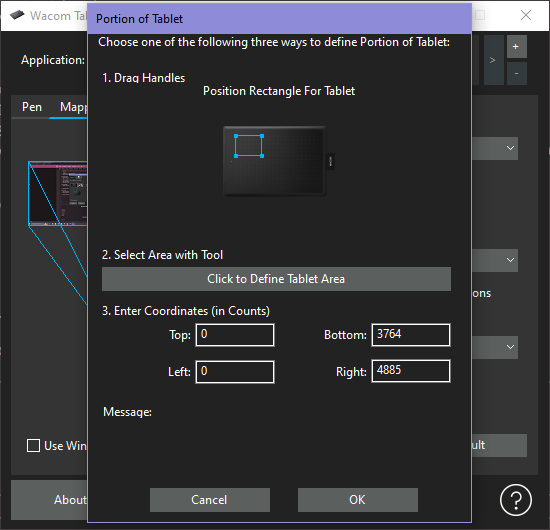 Wacom Tab
Portion of Tablet
Choose one of the following three ways to define Portion of Tablet:
Application:
>
+
-
1. Drag Handles
Position Rectangle For Tablet
Pen
Mapp
2. Select Area with Tool
Click to Define Tablet Area
ons
3. Enter Coordinates (in Counts)
Top: 0
Bottom: 3764
Left: 0
Right: 4885
Message:
Use Win
ult
About
Cancel
OK
?